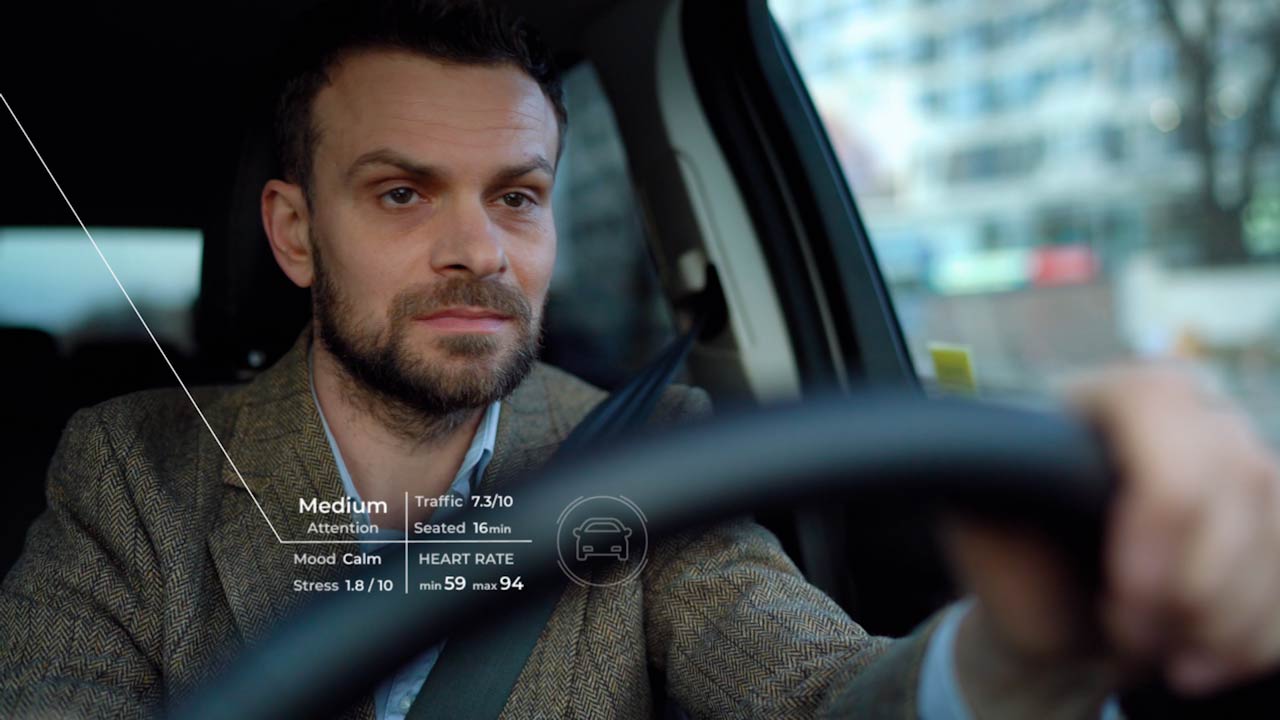 Medium
Attention
Traffic 7.3/10
Seated 16min
Mood Calm
Stress 1.8 / 10
HEART RATE
min 59 max 94